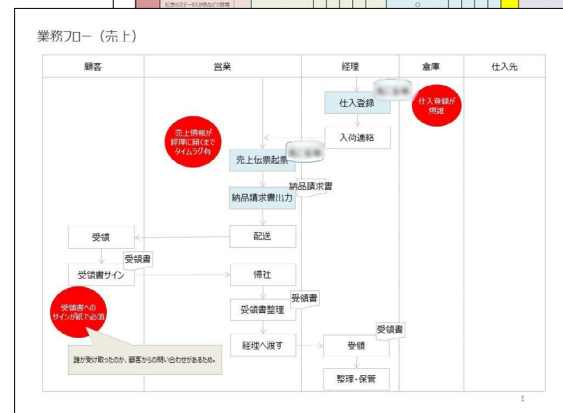 業務フロー（売上）
顧客
営業
経理
倉庫
仕入先
仕入登録
仕入登録が
煩雑
入荷連絡
売上情報が
経理に届くまで
タイムラグ有
売上伝票起票
納品請求書
納品請求書出力
受領
配送
受領書
受領書サイン
帰社
受領書
受領書整理
受領書への
サインが紙で必須
経理へ渡す
受領書
受領
誰が受け取ったのか、顧客からの問い合わせがあるため。
整理・保管
1